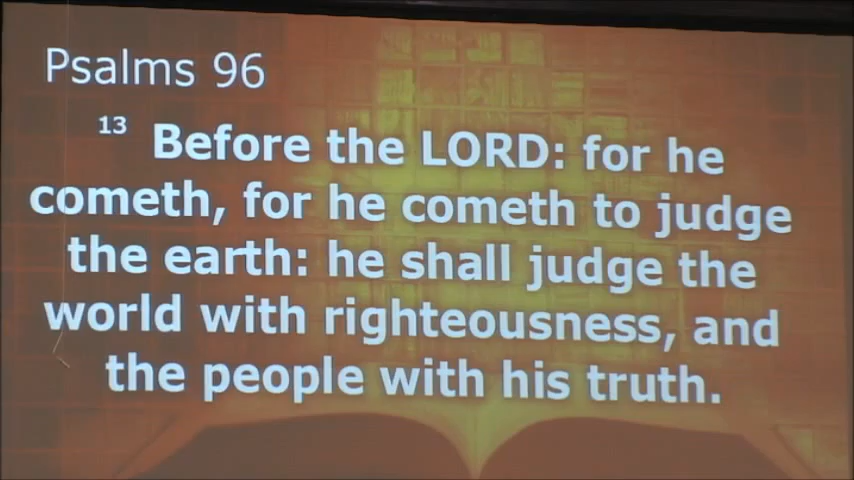 Psalms 96
13 Before the LORD: for he
cometh, for he cometh to judge
the earth: he shall judge the
world with righteousness, and
the people with his truth.